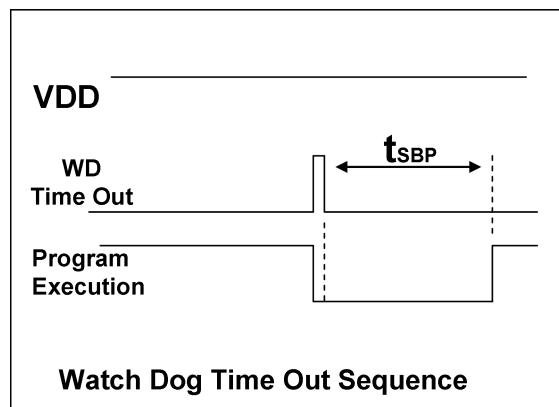 VDD
tSBP
WD
Time Out
Program
Execution
Watch Dog Time Out Sequence